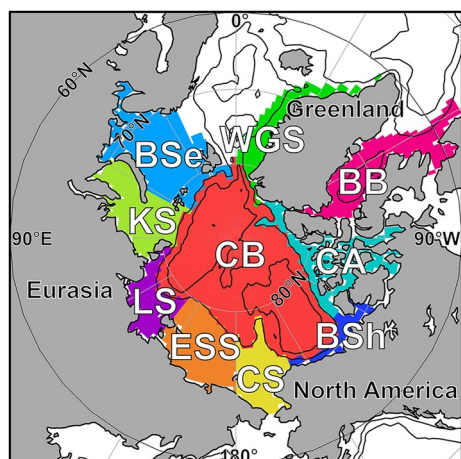 0°
60°N
70°N
Greenland
WGS
BSe
BB
KS
90°E
90°W
CB
CA
Eurasia
80°N
LS
BSh
ESS
CS
North America
180°